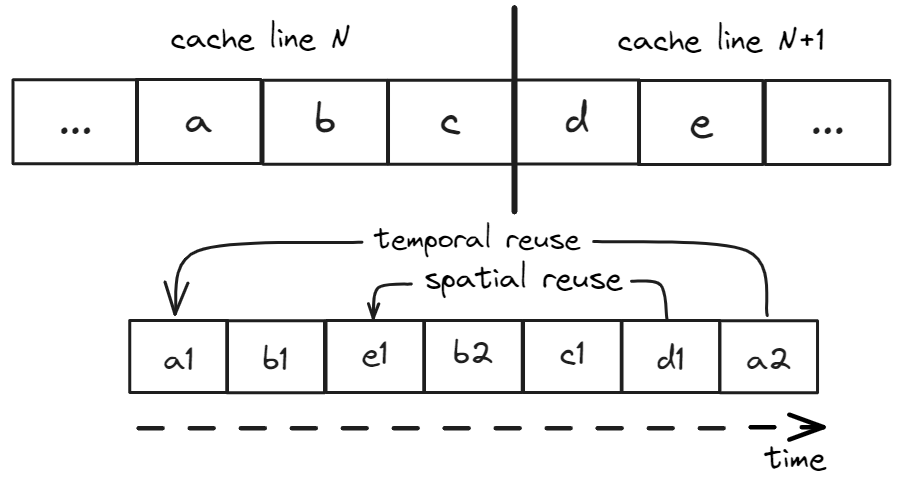 cache line N
cache line N+1
... a b c d e ...
temporal reuse
spatial reuse
a1 b1 e1 b2 c1 d1 a2
time